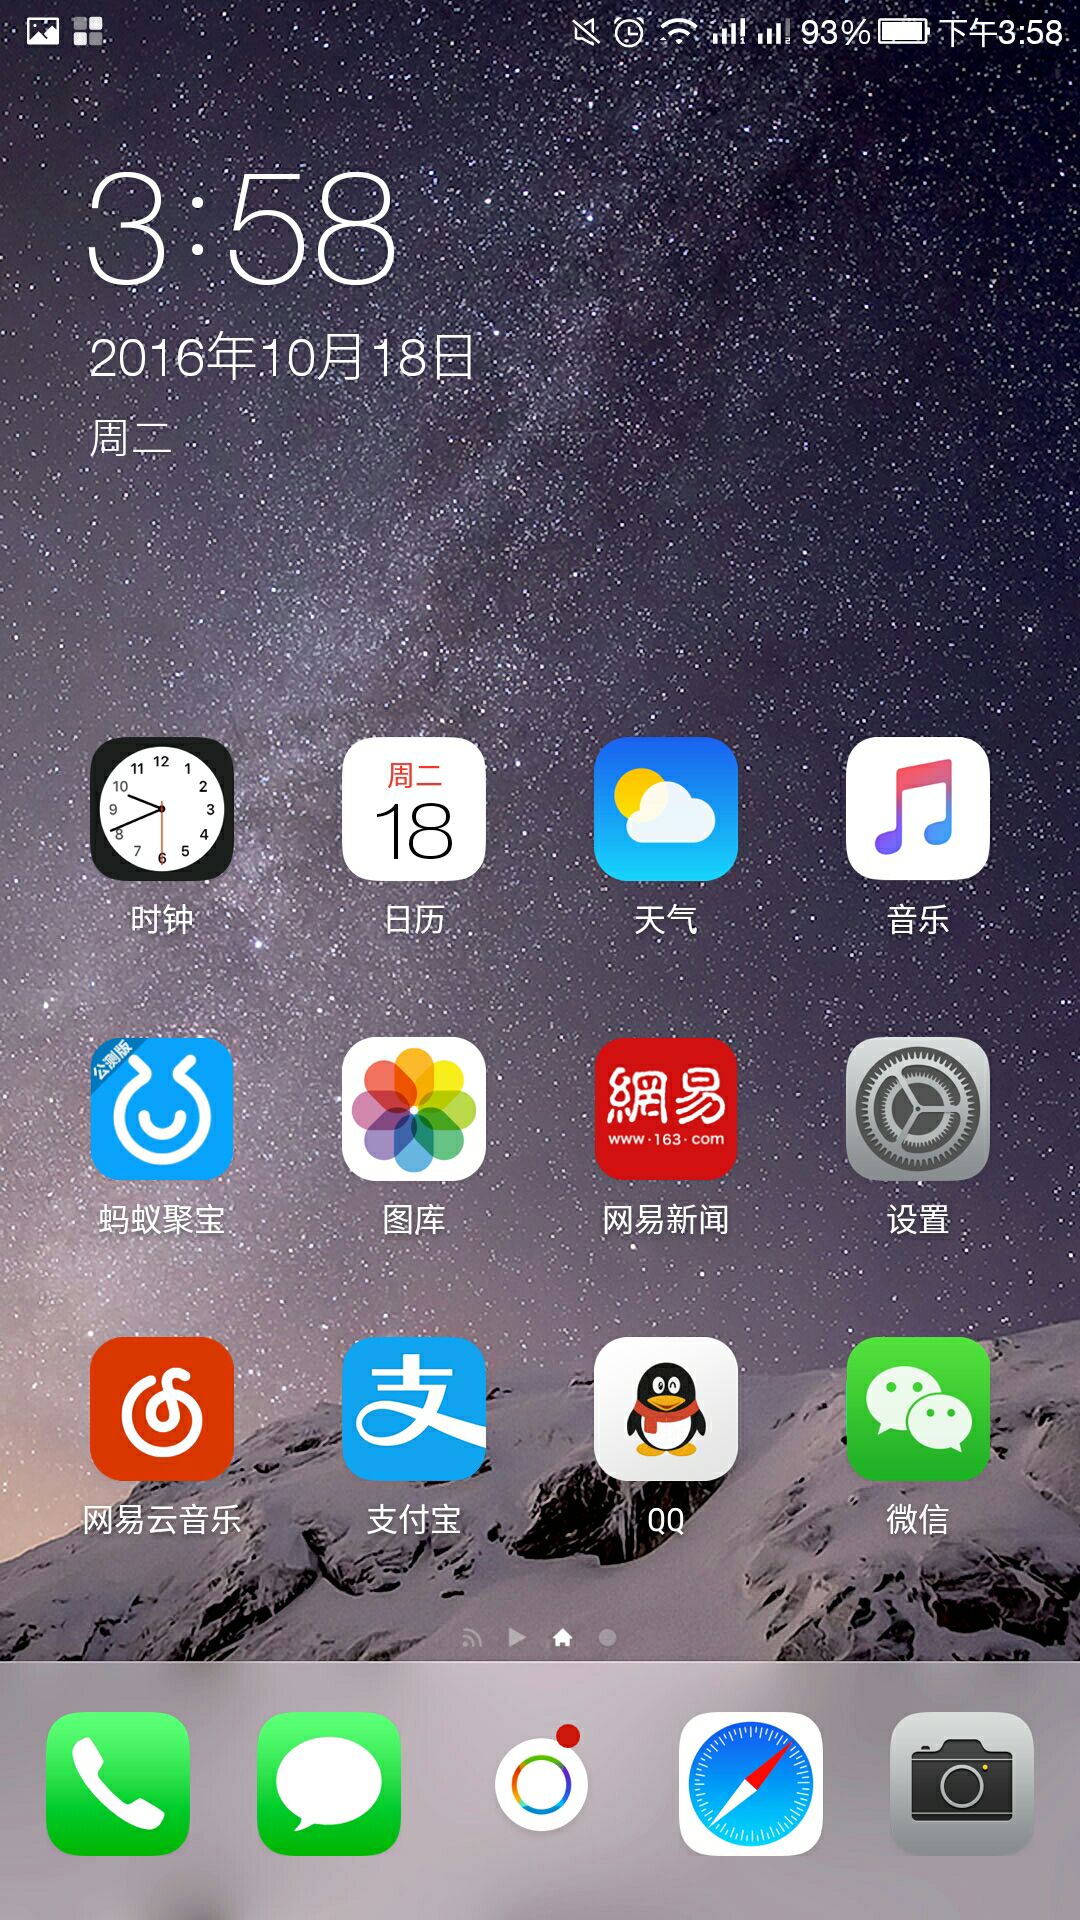 93% 下午3:58
3:58
2016年10月18日
周二
12
11 1
10 2
9 3
8 4
7 5
6
周二
18
时钟 日历 天气 音乐
公测版
網易
www·163·com
蚂蚁聚宝 图库 网易新闻 设置
支
网易云音乐 支付宝 QQ 微信